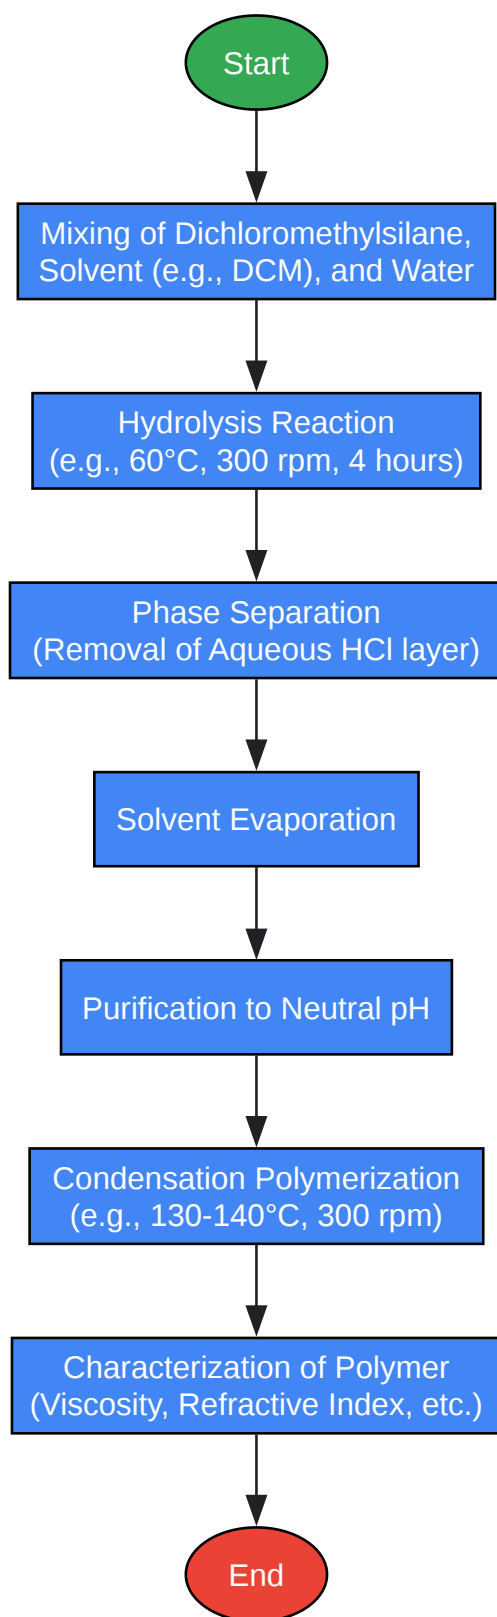 Start
Mixing of Dichloromethylsilane,
Solvent (e.g., DCM), and Water
Hydrolysis Reaction
(e.g., 60°C, 300 rpm, 4 hours)
Phase Separation
(Removal of Aqueous HCl layer)
Solvent Evaporation
Purification to Neutral pH
Condensation Polymerization
(e.g., 130-140°C, 300 rpm)
Characterization of Polymer
(Viscosity, Refractive Index, etc.)
End